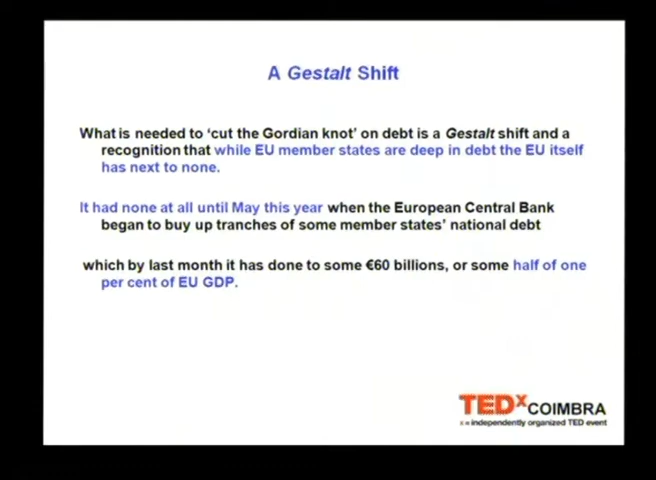 A Gestalt Shift
What is needed to 'cut the Gordian knot' on debt is a Gestalt shift and a
recognition that while EU member states are deep in debt the EU itself
has next to none.
It had none at all until May this year when the European Central Bank
began to buy up tranches of some member states' national debt
which by last month it has done to some €60 billions, or some half of one
per cent of EU GDP.
TEDx COIMBRA
x = independently organized TED event